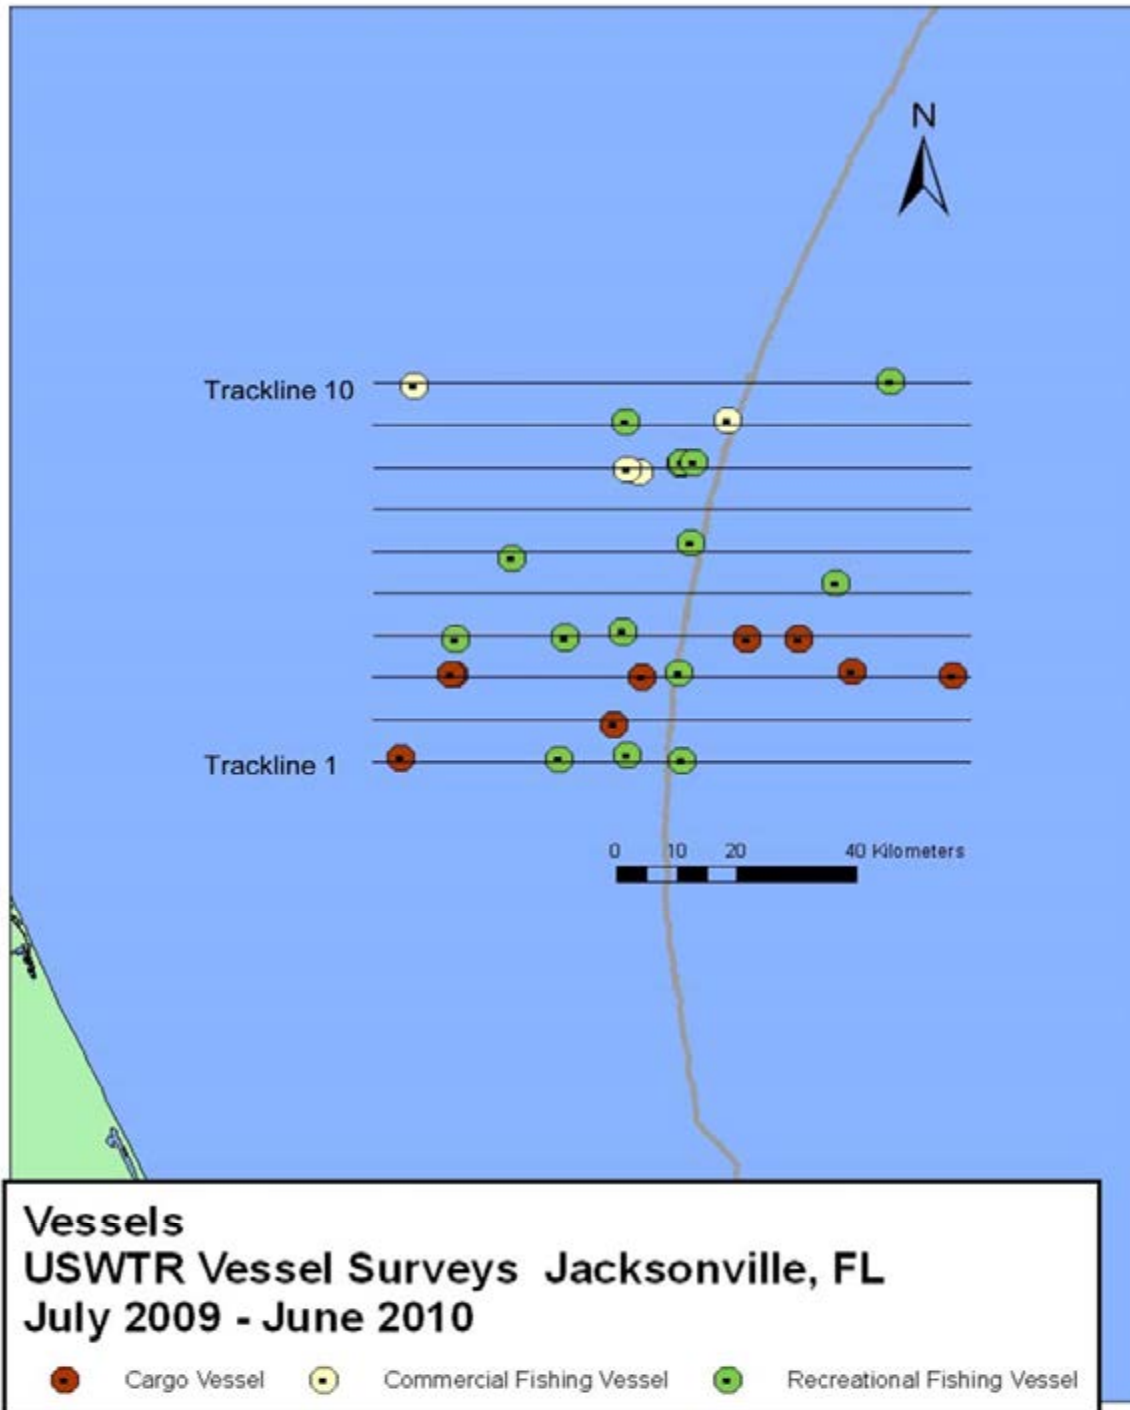 N
Trackline 10
Trackline 1
0 10 20 40 Kilometers
Vessels
USWTR Vessel Surveys Jacksonville, FL
July 2009 - June 2010
Cargo Vessel Commercial Fishing Vessel Recreational Fishing Vessel